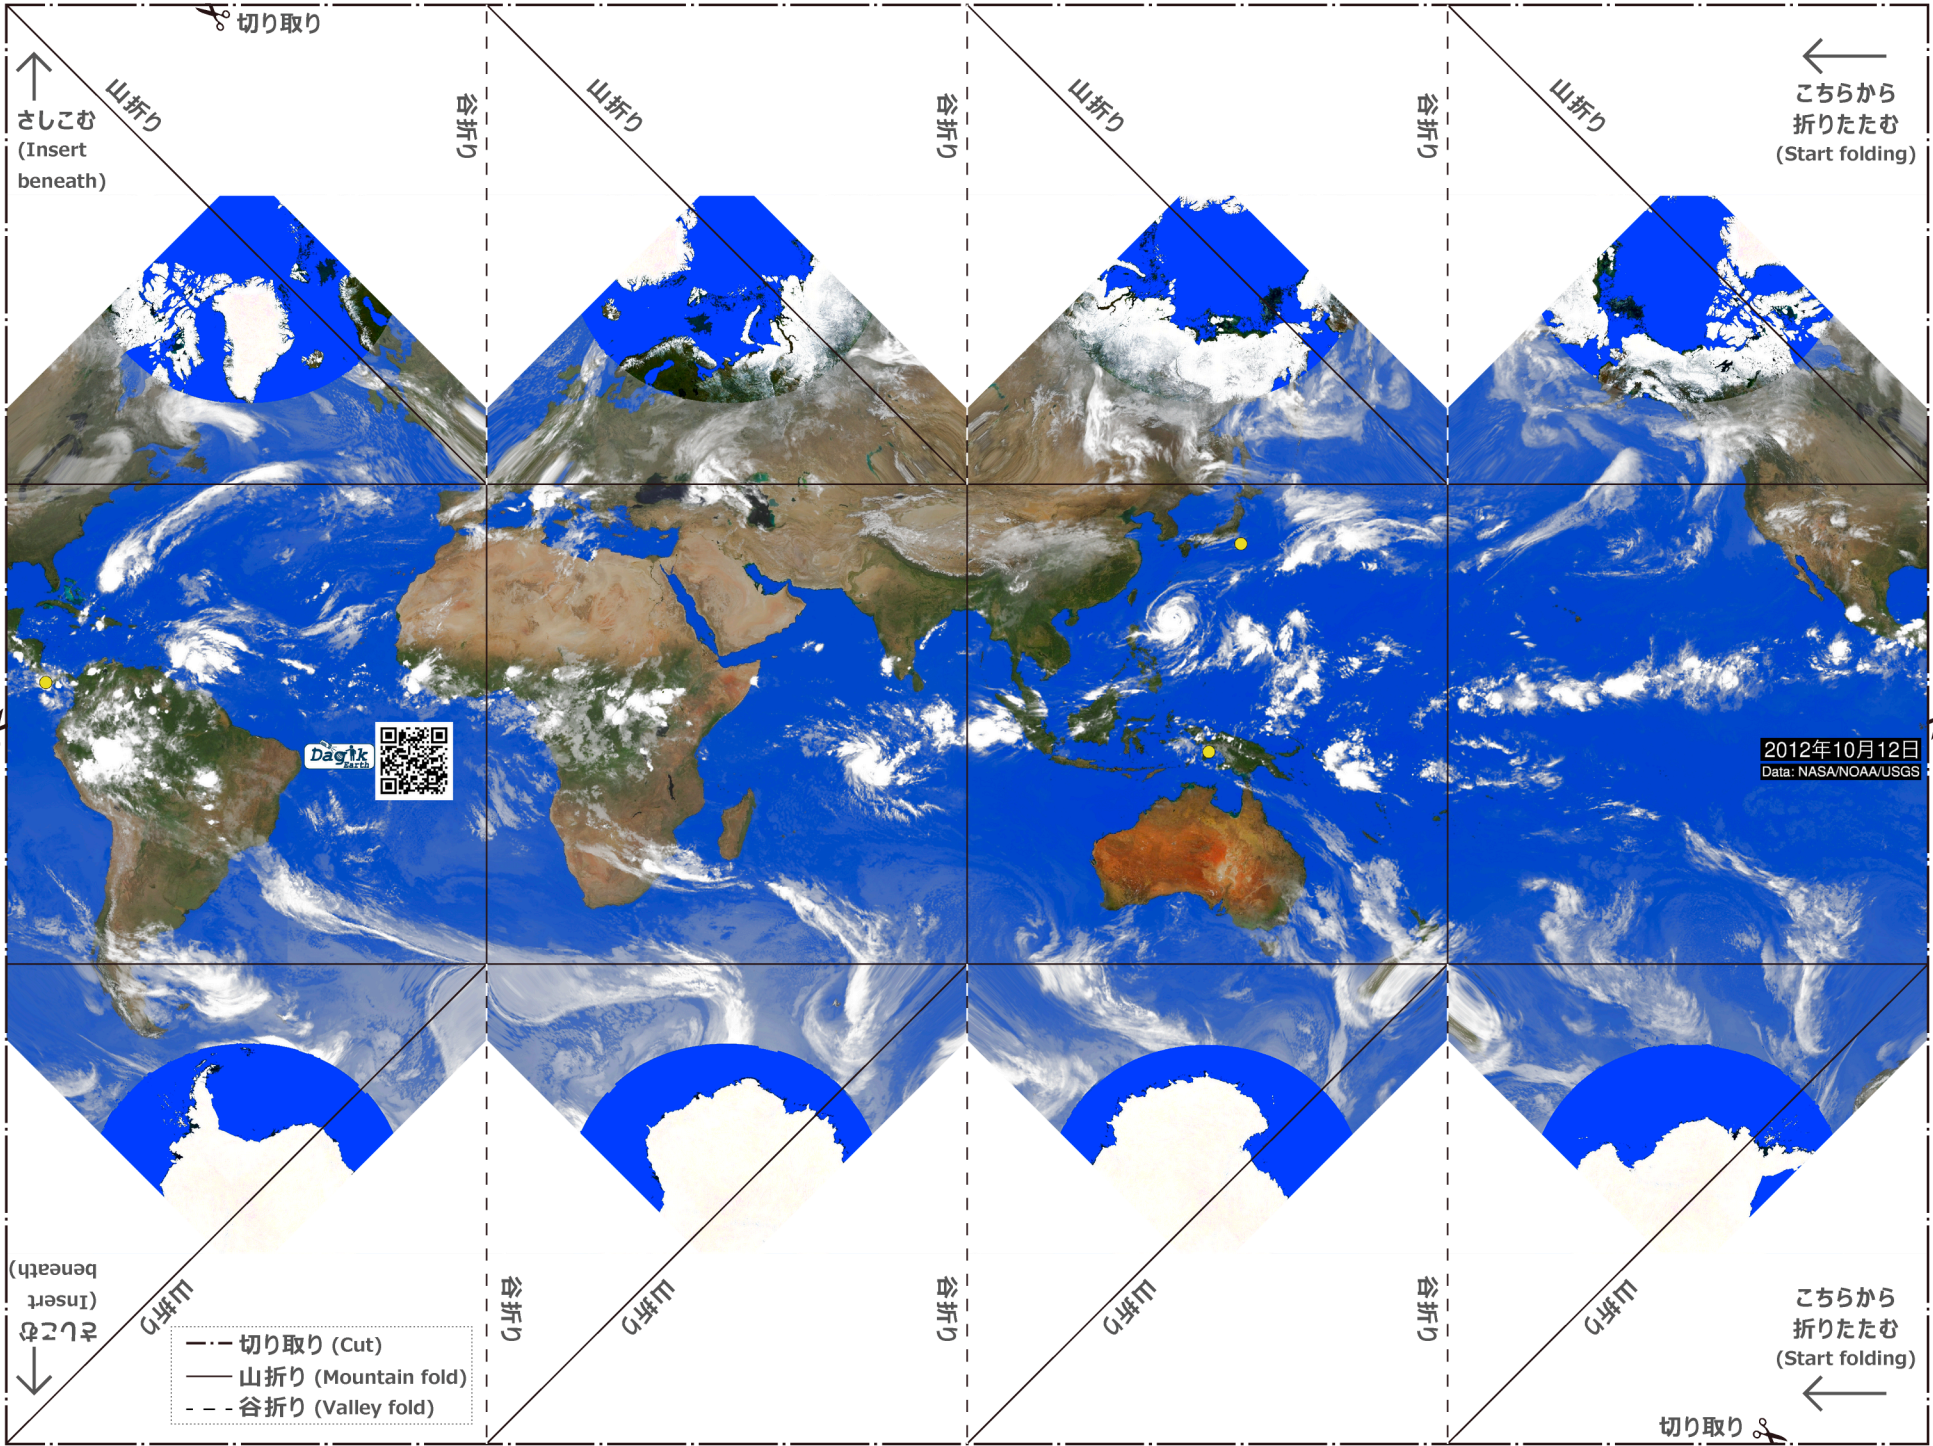 切り取り
さしこむ
(Insert
beneath)
山折り
谷折り
山折り
谷折り
山折り
谷折り
山折り
こちらから
折りたたむ
(Start folding)
Dagik
Earth
2012年10月12日
Data: NASA/NOAA/USGS
さしこむ
(Insert
beneath)
山折り
谷折り
山折り
谷折り
山折り
谷折り
山折り
こちらから
折りたたむ
(Start folding)
切り取り (Cut)
山折り (Mountain fold)
谷折り (Valley fold)
切り取り